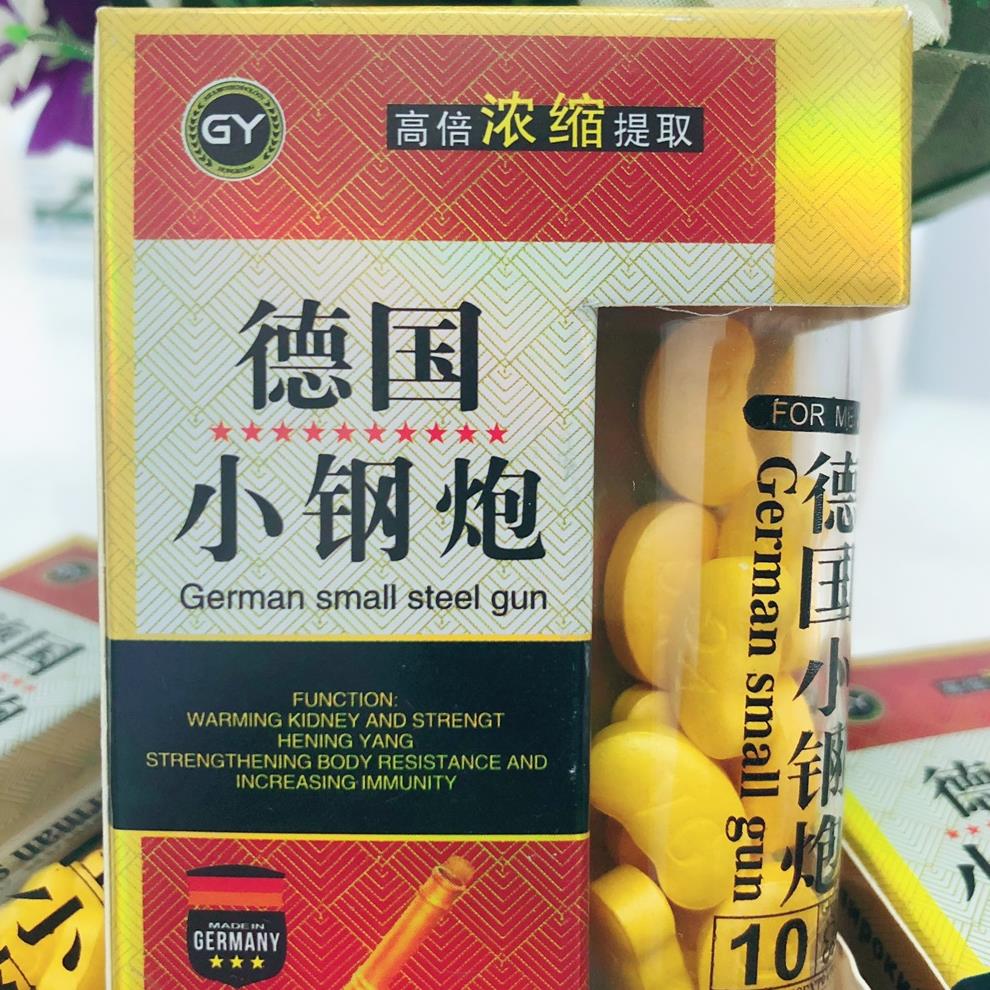 GY
高倍浓缩提取
德国
小钢炮
German small steel gun
FUNCTION:
WARMING KIDNEY AND STRENGT
HENING YANG
STRENGTHENING BODY RESISTANCE AND
INCREASING IMMUNITY
MADE IN
GERMANY
FOR ME
德国小钢炮
German small gun
10